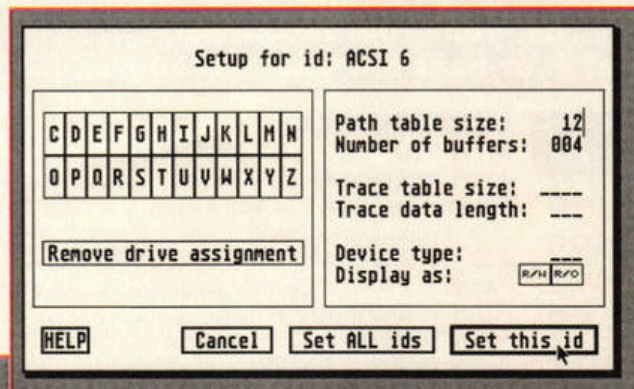 Setup for id: ACSI 6
C D E F G H I J K L M N
O P Q R S T U V W X Y Z
Remove drive assignment
Path table size: 12
Number of buffers: 004
Trace table size: ____
Trace data length: ___
Device type: ___
Display as: R/W R/O
HELP Cancel Set ALL ids Set this id